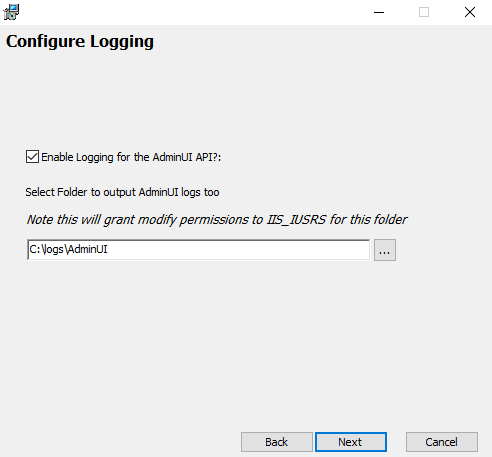 Configure Logging
Enable Logging for the AdminUI API?:
Select Folder to output AdminUI logs too
Note this will grant modify permissions to IIS_IUSRS for this folder
C:\logs\AdminUI
...
Back
Next
Cancel